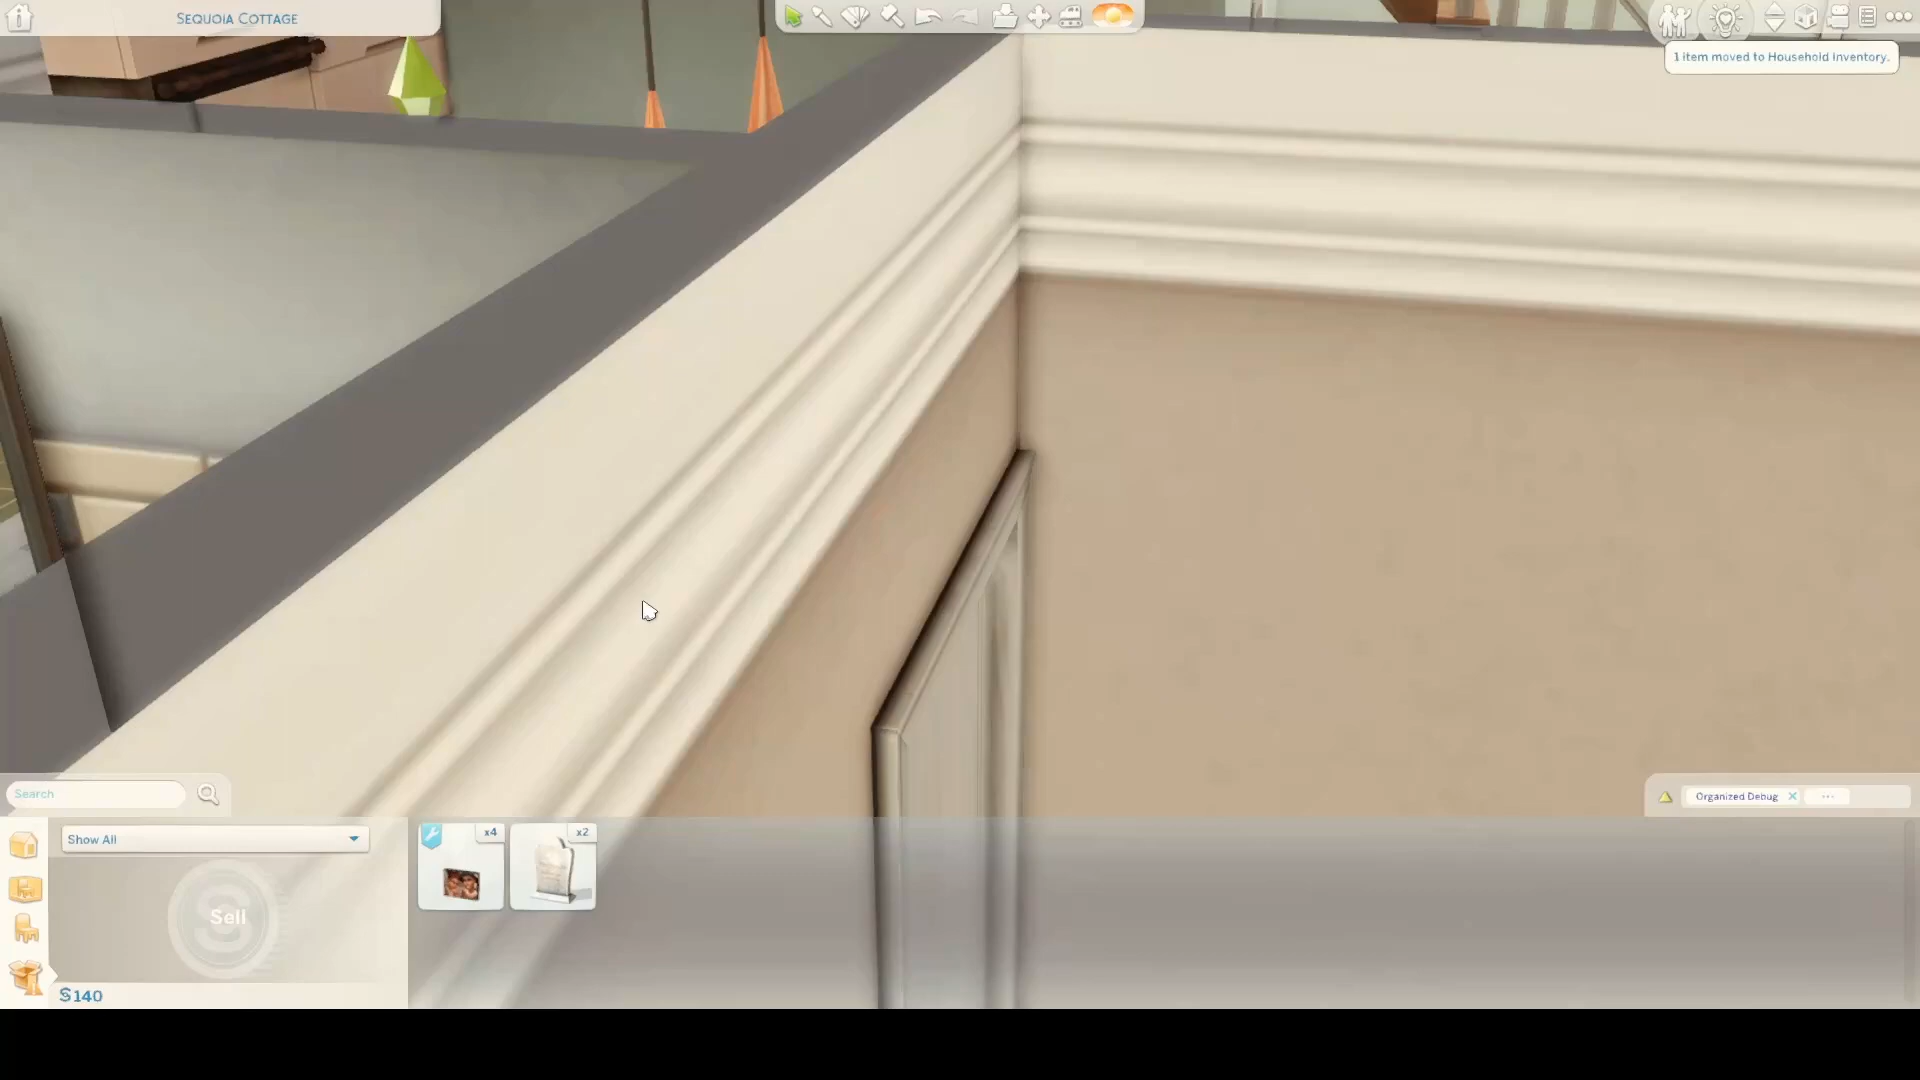 Sequoia Cottage
1 item moved to Household Inventory.
Search
Organized Debug
Show All
x4
x2
Sell
§140